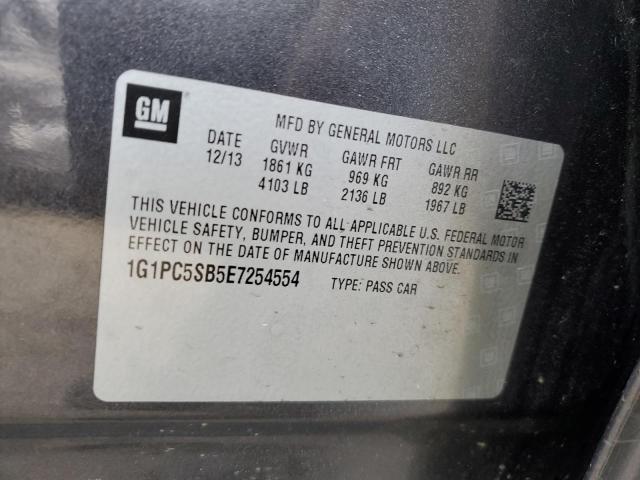 GM
MFD BY GENERAL MOTORS LLC
DATE GVWR GAWR FRT GAWR RR
12/13 1861 KG 969 KG 892 KG
4103 LB 2136 LB 1967 LB
THIS VEHICLE CONFORMS TO ALL APPLICABLE U.S. FEDERAL MOTOR
VEHICLE SAFETY, BUMPER, AND THEFT PREVENTION STANDARDS IN
EFFECT ON THE DATE OF MANUFACTURE SHOWN ABOVE.
1G1PC5SB5E7254554 TYPE: PASS CAR